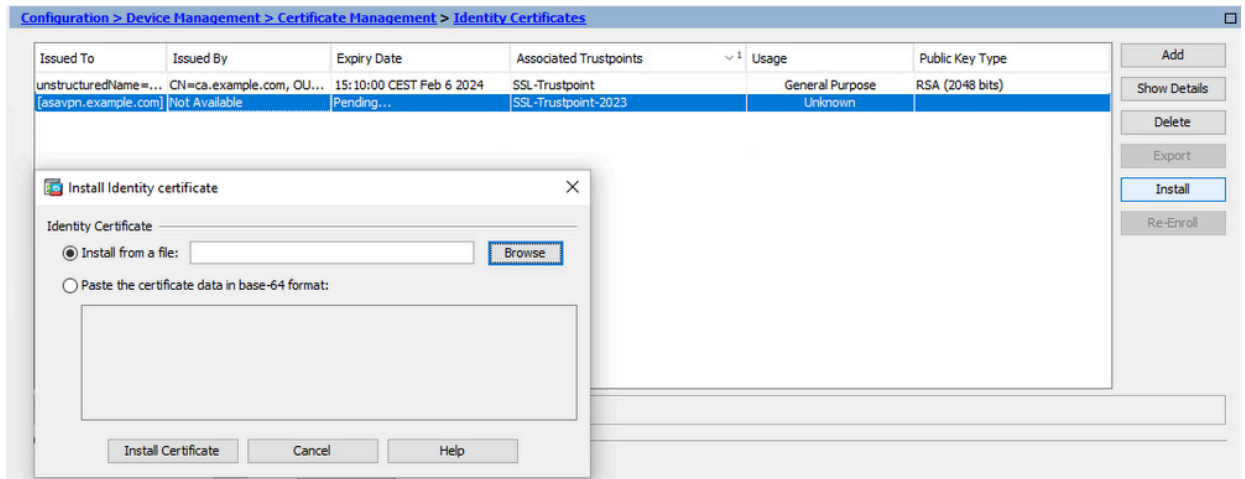 Configuration > Device Management > Certificate Management > Identity Certificates
Issued To Issued By Expiry Date Associated Trustpoints 1 Usage Public Key Type
unstructuredName=... CN=ca.example.com, OU... 15:10:00 CEST Feb 6 2024 SSL-Trustpoint General Purpose RSA (2048 bits)
[asavpn.example.com] Not Available Pending... SSL-Trustpoint-2023 Unknown
Add
Show Details
Delete
Export
Install
Re-Enroll
Install Identity certificate
Identity Certificate
Install from a file: Browse
Paste the certificate data in base-64 format:
Install Certificate Cancel Help